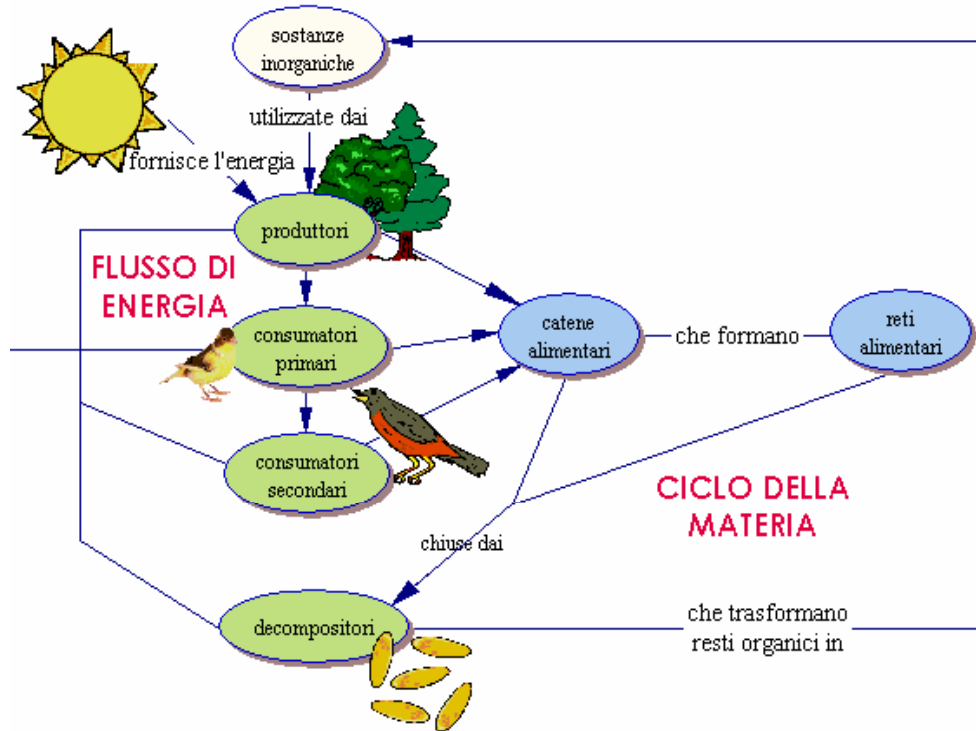 sostanze
inorganiche
utilizzate dai
fornisce l'energia
produttori
FLUSSO DI
ENERGIA
consumatori
primari
catene
alimentari
che formano
reti
alimentari
consumatori
secondari
CICLO DELLA
MATERIA
chiuse dai
decompositori
che trasformano
resti organici in